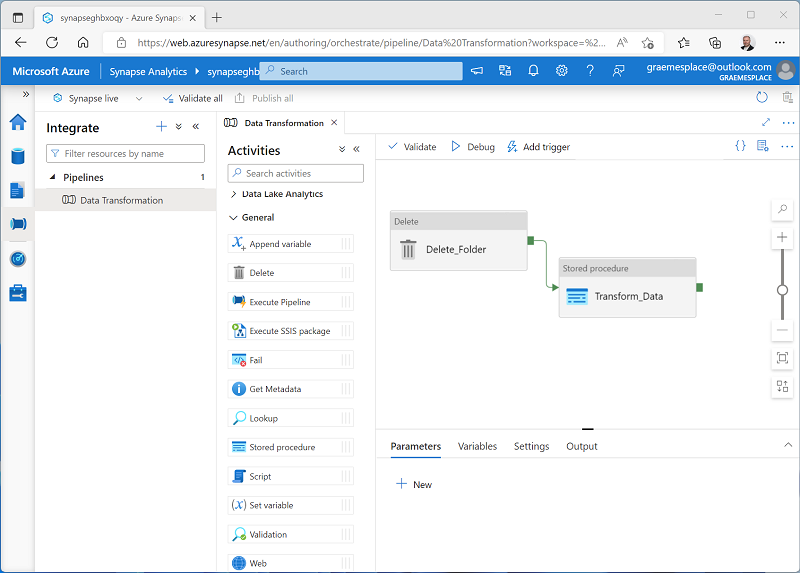 synapseghbxoqy - Azure Synaps
https://web.azuresynapse.net/en/authoring/orchestrate/pipeline/Data%20Transformation?workspace=%2...
Microsoft Azure
Synapse Analytics
synapseghb
Search
graemesplace@outlook.com
GRAEMESPLACE
Synapse live
Validate all
Publish all
Integrate
Filter resources by name
Pipelines
1
Data Transformation
Data Transformation
Activities
Search activities
Data Lake Analytics
General
Append variable
Delete
Execute Pipeline
Execute SSIS package
Fail
Get Metadata
Lookup
Stored procedure
Script
Set variable
Validation
Web
Validate
Debug
Add trigger
Delete
Delete_Folder
Stored procedure
Transform_Data
Parameters
Variables
Settings
Output
New